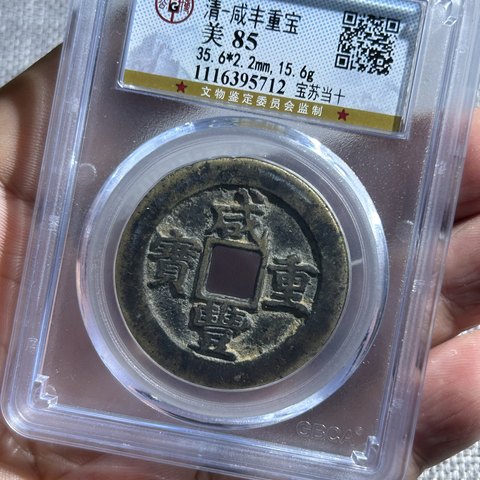 清-咸丰重宝
美 85
35.6*2.2mm,15.6g
1116395712 宝苏当十
★ 文物鉴定委员会监制 ★
咸
寶 重
豐
GBCA